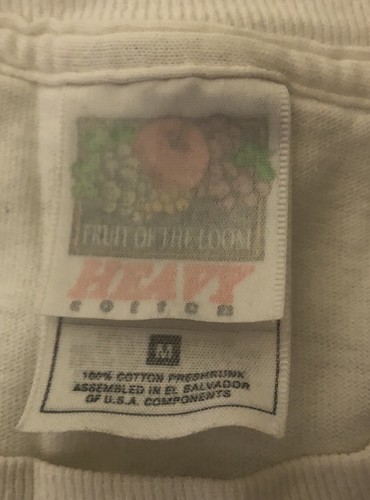 FRUIT OF THE LOOM
HEAVY
cotton
M
100% COTTON PRESHRUNK
ASSEMBLED IN EL SALVADOR
OF U.S.A. COMPONENTS